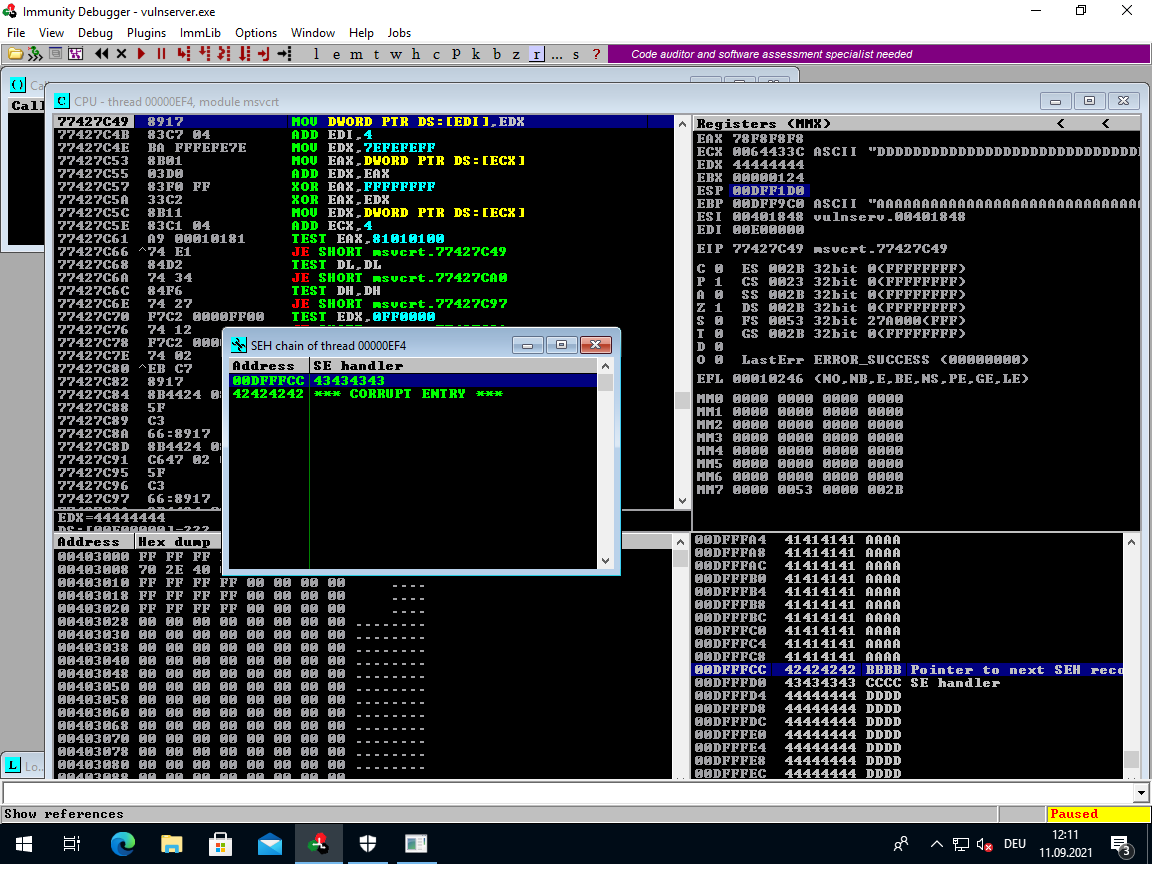 Immunity Debugger - vulnserver.exe
File View Debug Plugins ImmLib Options Window Help Jobs
l e m t w h c P k b z r ... s ?
Code auditor and software assessment specialist needed
CPU - thread 00000EF4, module msvcrt
77427C49 8917 MOV DWORD PTR DS:[EDI],EDX
77427C4B 83C7 04 ADD EDI,4
77427C4E BA FFFEFE7E MOV EDX,7EFEFEFF
77427C53 8B01 MOV EAX,DWORD PTR DS:[ECX]
77427C55 03D0 ADD EDX,EAX
77427C57 83F0 FF XOR EAX,FFFFFFFF
77427C5A 33C2 XOR EAX,EDX
77427C5C 8B11 MOV EDX,DWORD PTR DS:[ECX]
77427C5E 83C1 04 ADD ECX,4
77427C61 A9 00010181 TEST EAX,81010100
77427C66 ^74 E1 JE SHORT msvcrt.77427C49
77427C68 84D2 TEST DL,DL
77427C6A 74 34 JE SHORT msvcrt.77427CA0
77427C6C 84F6 TEST DH,DH
77427C6E 74 27 JE SHORT msvcrt.77427C97
77427C70 F7C2 0000FF00 TEST EDX,0FF0000
77427C76 74 12
77427C78 F7C2 000
77427C7E 74 02
77427C80 ^EB C7
77427C82 8917
77427C84 8B4424 0
77427C88 5F
77427C89 C3
77427C8A 66:8917
77427C8D 8B4424 0
77427C91 C647 02
77427C95 5F
77427C96 C3
77427C97 66:8917
EDX=44444444
DS:[00E00000]=???
Registers (MMX) < <
EAX 78F8F8F8
ECX 0064433C ASCII "DDDDDDDDDDDDDDDDDDDDDDDDDDDDDD
EDX 44444444
EBX 00000124
ESP 00DFF1D0
EBP 00DFF9C0 ASCII "AAAAAAAAAAAAAAAAAAAAAAAAAAAAAA
ESI 00401848 vulnserv.00401848
EDI 00E00000
EIP 77427C49 msvcrt.77427C49
C 0 ES 002B 32bit 0(FFFFFFFF)
P 1 CS 0023 32bit 0(FFFFFFFF)
A 0 SS 002B 32bit 0(FFFFFFFF)
Z 1 DS 002B 32bit 0(FFFFFFFF)
S 0 FS 0053 32bit 27A000(FFF)
T 0 GS 002B 32bit 0(FFFFFFFF)
D 0
O 0 LastErr ERROR_SUCCESS (00000000)
EFL 00010246 (NO,NB,E,BE,NS,PE,GE,LE)
MM0 0000 0000 0000 0000
MM1 0000 0000 0000 0000
MM2 0000 0000 0000 0000
MM3 0000 0000 0000 0000
MM4 0000 0000 0000 0000
MM5 0000 0000 0000 0000
MM6 0000 0000 0000 0000
MM7 0000 0053 0000 002B
SEH chain of thread 00000EF4
Address SE handler
00DFFFCC 43434343
42424242 *** CORRUPT ENTRY ***
Address Hex dump
00403000 FF FF FF
00403008 70 2E 40
00403010 FF FF FF FF 00 00 00 00 ....
00403018 FF FF FF FF 00 00 00 00 ....
00403020 FF FF FF FF 00 00 00 00 ....
00403028 00 00 00 00 00 00 00 00 ........
00403030 00 00 00 00 00 00 00 00 ........
00403038 00 00 00 00 00 00 00 00 ........
00403040 00 00 00 00 00 00 00 00 ........
00403048 00 00 00 00 00 00 00 00 ........
00403050 00 00 00 00 00 00 00 00 ........
00403058 00 00 00 00 00 00 00 00 ........
00403060 00 00 00 00 00 00 00 00 ........
00403068 00 00 00 00 00 00 00 00 ........
00403070 00 00 00 00 00 00 00 00 ........
00403078 00 00 00 00 00 00 00 00 ........
00403080 00 00 00 00 00 00 00 00 ........
00403088 00 00 00 00 00 00 00 00 ........
00DFFFA4 41414141 AAAA
00DFFFA8 41414141 AAAA
00DFFFAC 41414141 AAAA
00DFFFB0 41414141 AAAA
00DFFFB4 41414141 AAAA
00DFFFB8 41414141 AAAA
00DFFFBC 41414141 AAAA
00DFFFC0 41414141 AAAA
00DFFFC4 41414141 AAAA
00DFFFC8 41414141 AAAA
00DFFFCC 42424242 BBBB Pointer to next SEH reco
00DFFFD0 43434343 CCCC SE handler
00DFFFD4 44444444 DDDD
00DFFFD8 44444444 DDDD
00DFFFDC 44444444 DDDD
00DFFFE0 44444444 DDDD
00DFFFE4 44444444 DDDD
00DFFFE8 44444444 DDDD
00DFFFEC 44444444 DDDD
Show references
Paused
DEU
12:11
11.09.2021
3